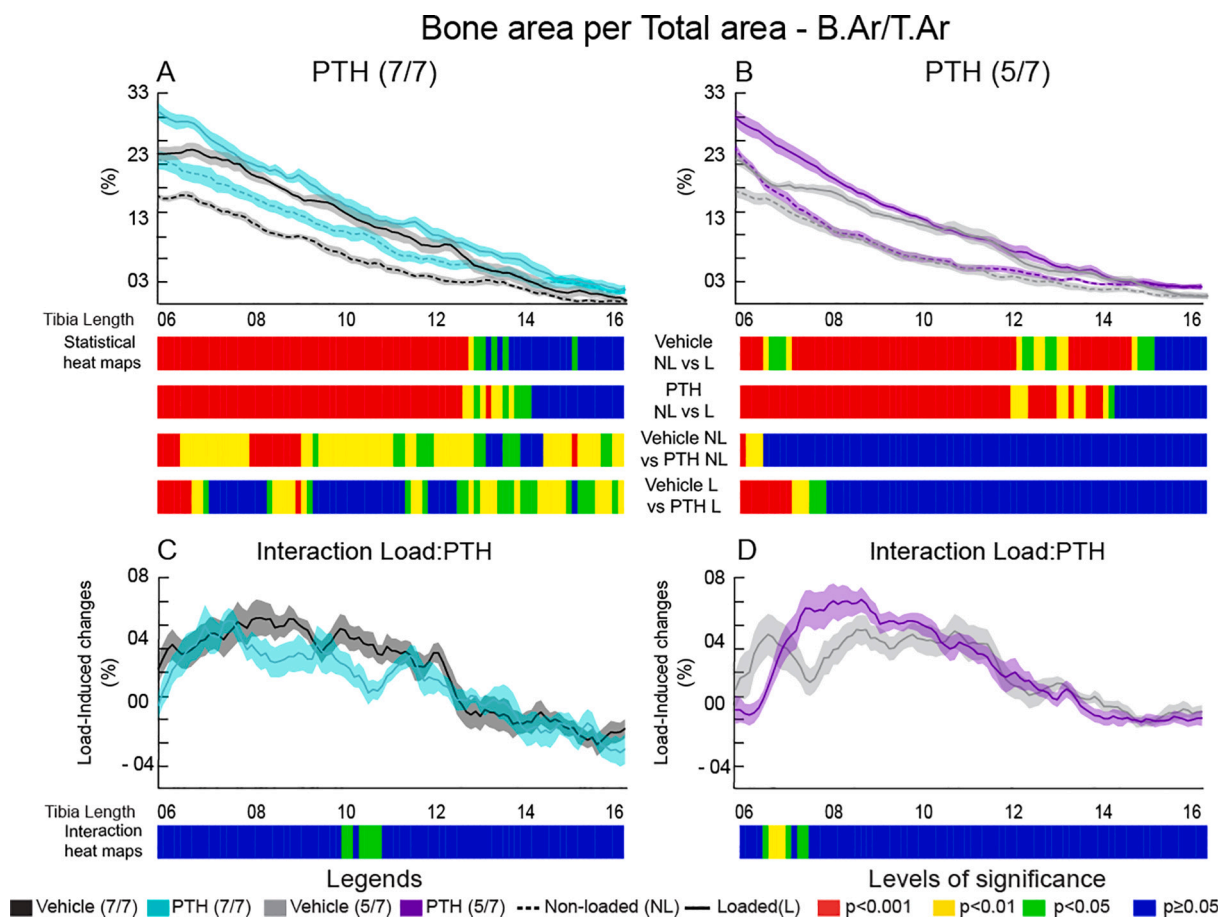 Bone area per Total area - B.Ar/T.Ar
A PTH (7/7)
B PTH (5/7)
33
23
13
03
(%)
33
23
13
03
(%)
Tibia Length 06 08 10 12 14 16
06 08 10 12 14 16
Statistical
heat maps
Vehicle
NL vs L
PTH
NL vs L
Vehicle NL
vs PTH NL
Vehicle L
vs PTH L
C Interaction Load:PTH
D Interaction Load:PTH
08
04
00
- 04
Load-Induced changes
(%)
08
04
00
- 04
Load-Induced changes
(%)
Tibia Length 06 08 10 12 14 16
06 08 10 12 14 16
Interaction
heat maps
Legends
Levels of significance
Vehicle (7/7) PTH (7/7) Vehicle (5/7) PTH (5/7) Non-loaded (NL) Loaded(L) p<0.001 p<0.01 p<0.05 p≥0.05